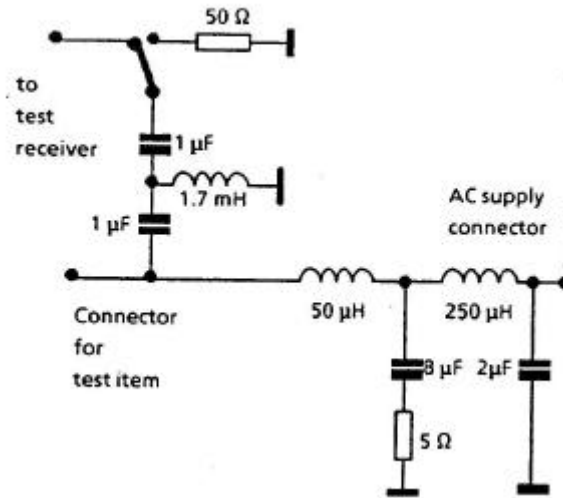 50 Ω
to
test
receiver
1 µF
1.7 mH
1 µF
AC supply
connector
50 µH
250 µH
Connector
for
test item
8 µF
2µF
5 Ω